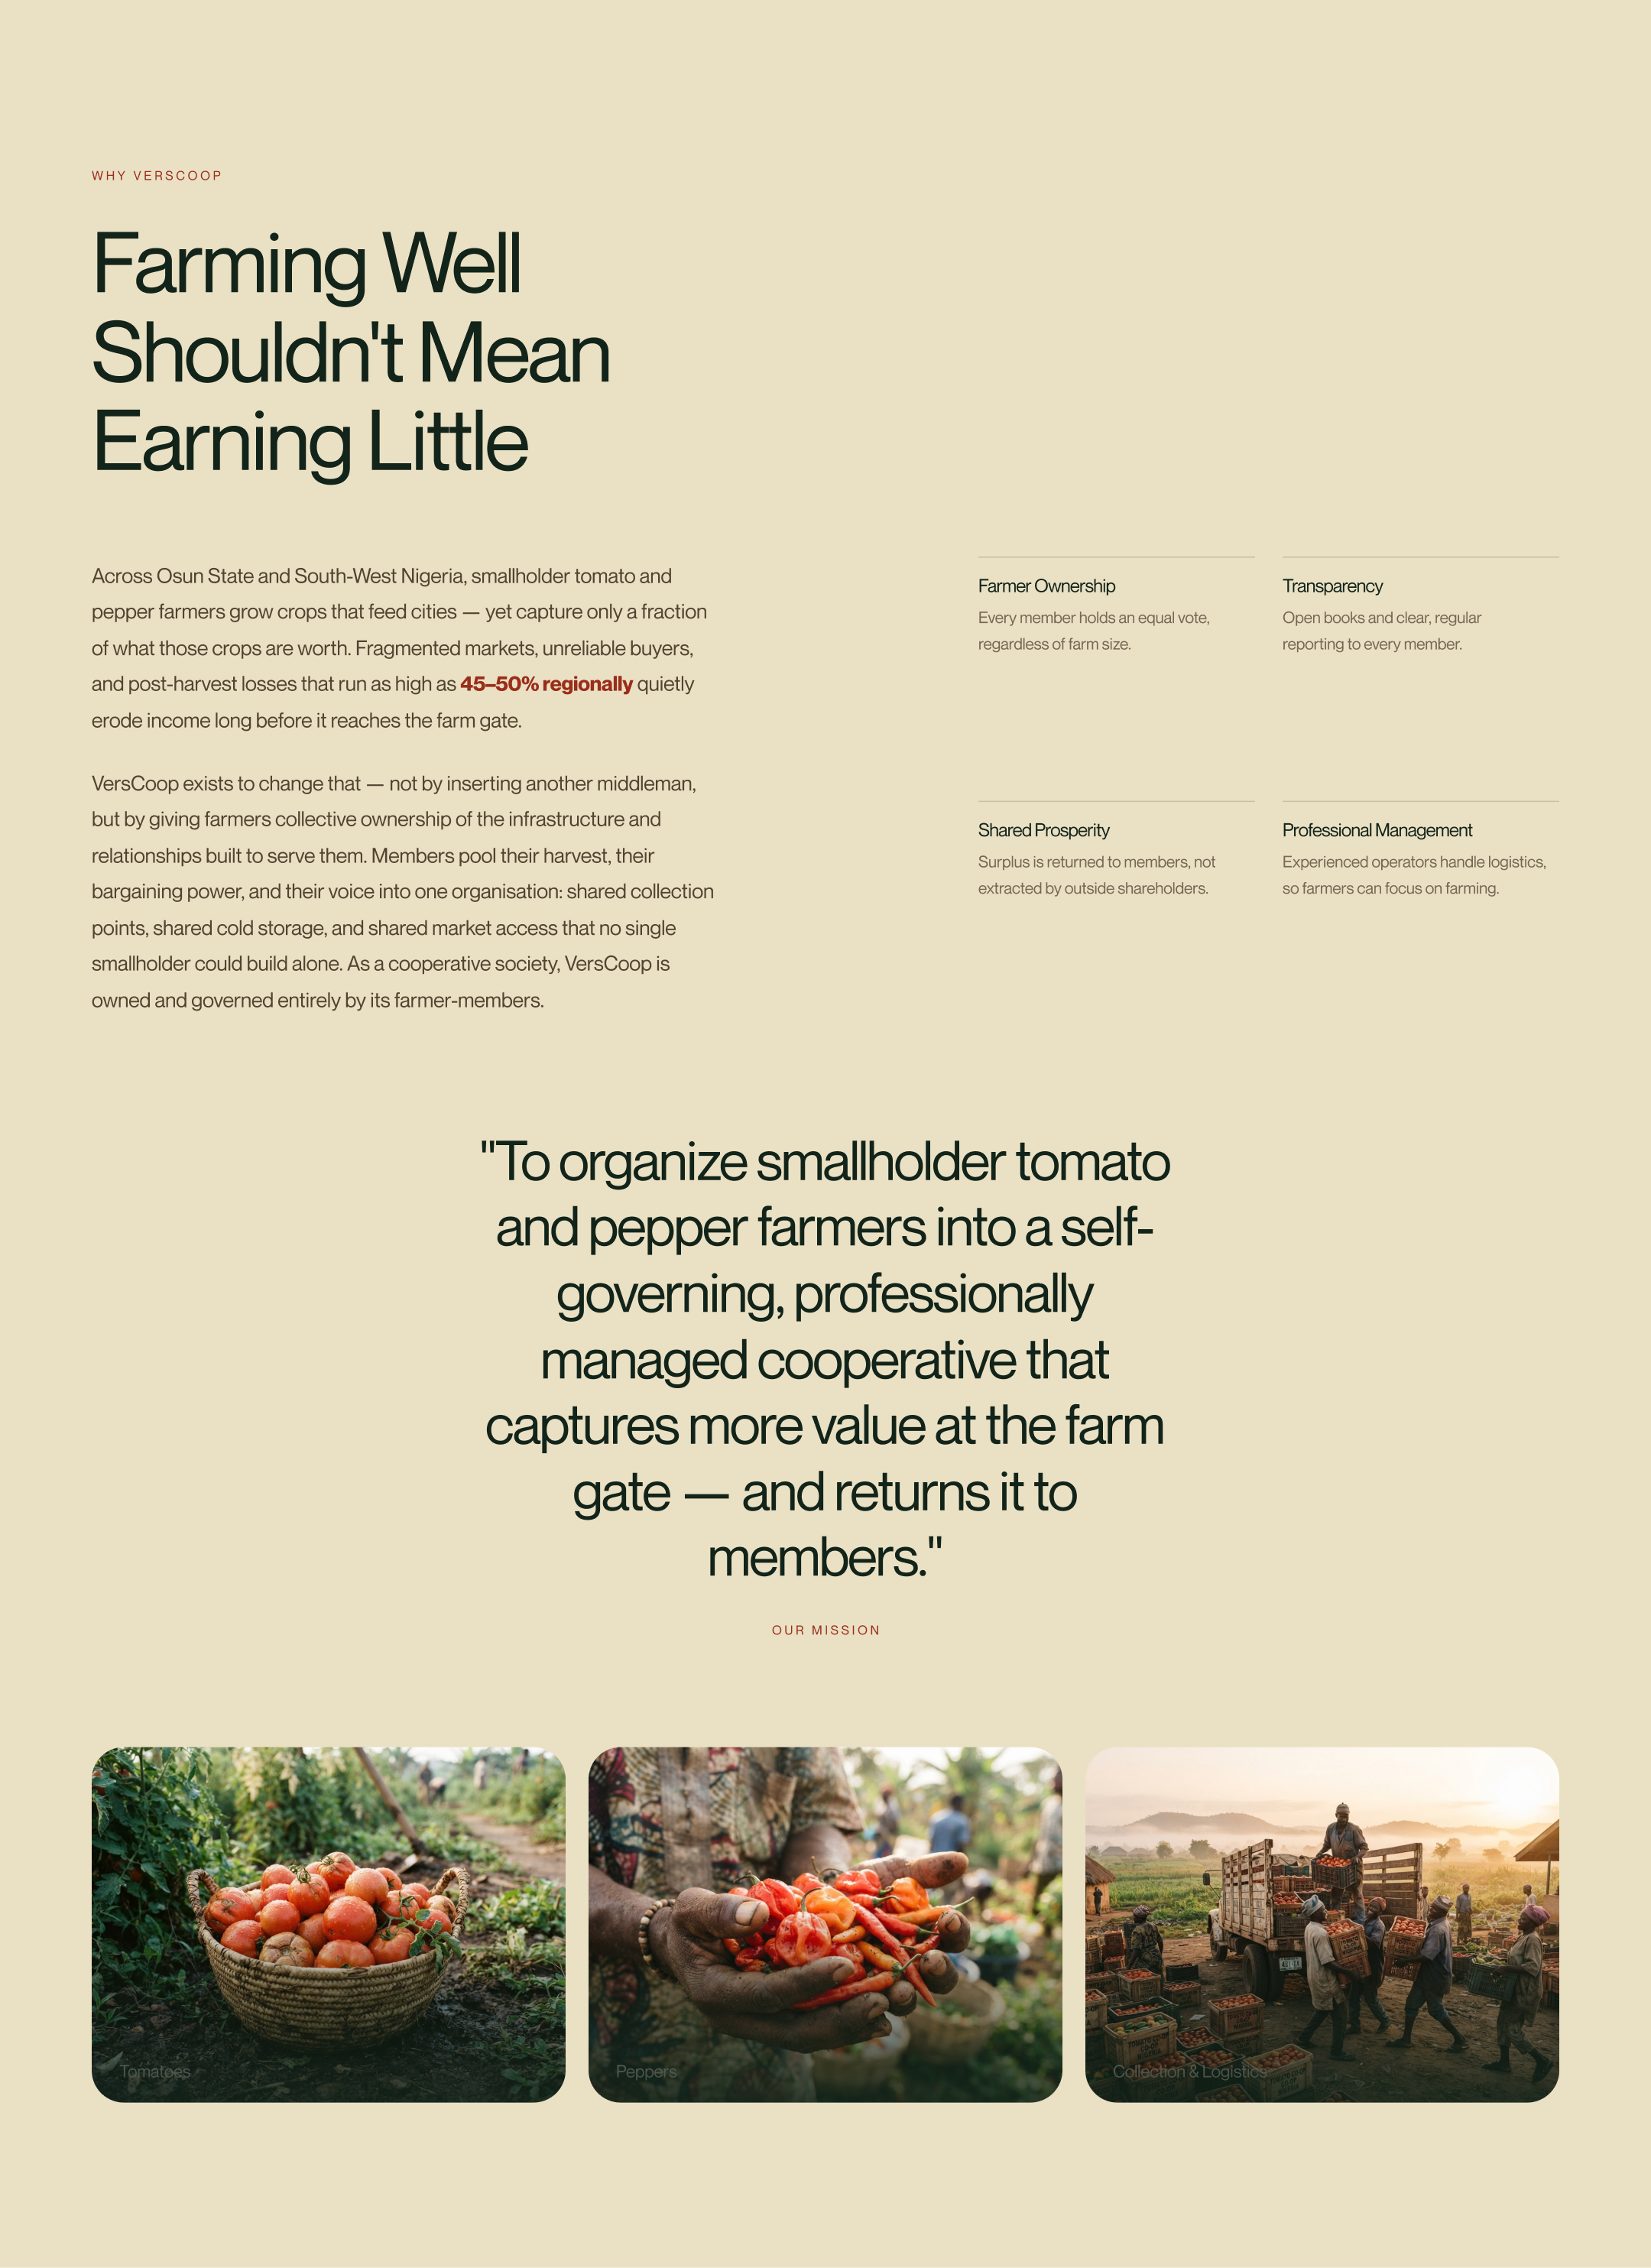 WHY VERSCOOP
Farming Well
Shouldn't Mean
Earning Little
Across Osun State and South-West Nigeria, smallholder tomato and
pepper farmers grow crops that feed cities — yet capture only a fraction
of what those crops are worth. Fragmented markets, unreliable buyers,
and post-harvest losses that run as high as 45–50% regionally quietly
erode income long before it reaches the farm gate.
VersCoop exists to change that — not by inserting another middleman,
but by giving farmers collective ownership of the infrastructure and
relationships built to serve them. Members pool their harvest, their
bargaining power, and their voice into one organisation: shared collection
points, shared cold storage, and shared market access that no single
smallholder could build alone. As a cooperative society, VersCoop is
owned and governed entirely by its farmer-members.
Farmer Ownership
Every member holds an equal vote,
regardless of farm size.
Transparency
Open books and clear, regular
reporting to every member.
Shared Prosperity
Surplus is returned to members, not
extracted by outside shareholders.
Professional Management
Experienced operators handle logistics,
so farmers can focus on farming.
"To organize smallholder tomato
and pepper farmers into a self-
governing, professionally
managed cooperative that
captures more value at the farm
gate — and returns it to
members."
OUR MISSION
Tomatoes
Peppers
Collection & Logistics